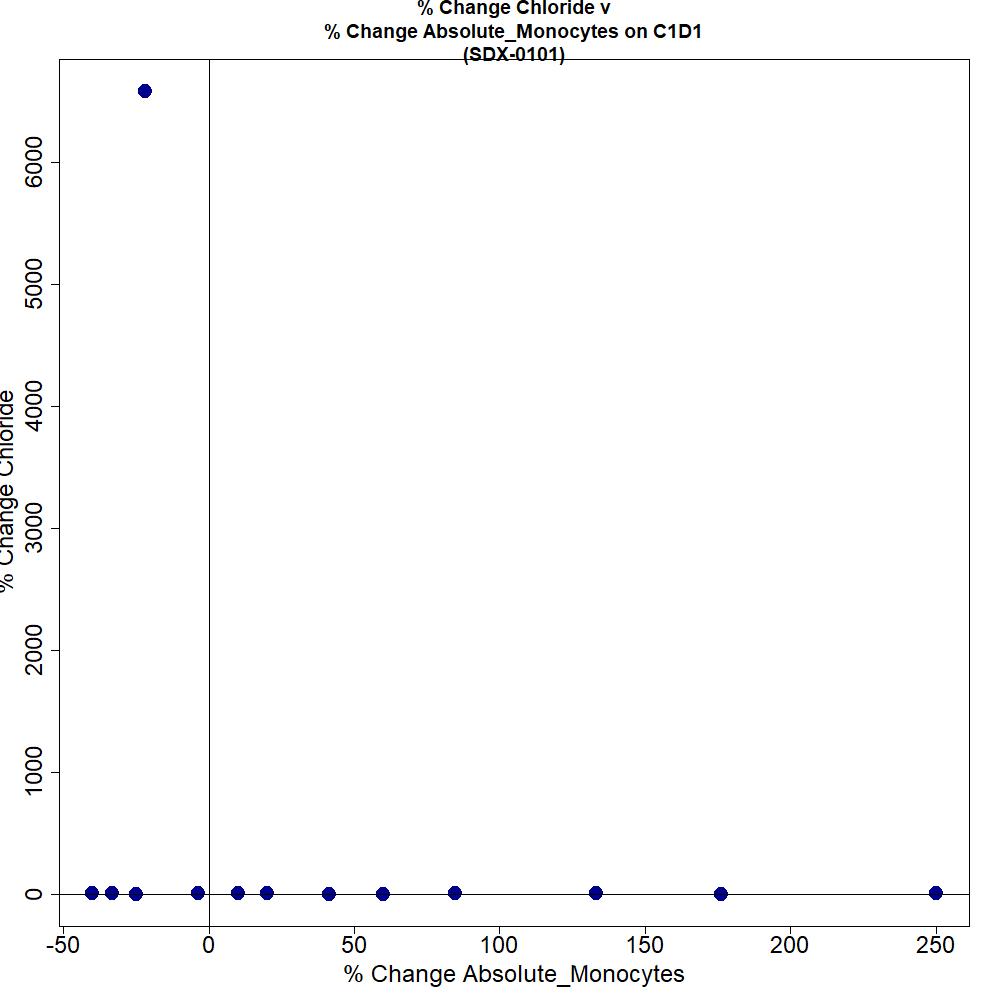 % Change Chloride v
% Change Absolute_Monocytes on C1D1
(SDX-0101)
% Change Chloride
6000
5000
4000
3000
2000
1000
0
-50 0 50 100 150 200 250
% Change Absolute_Monocytes